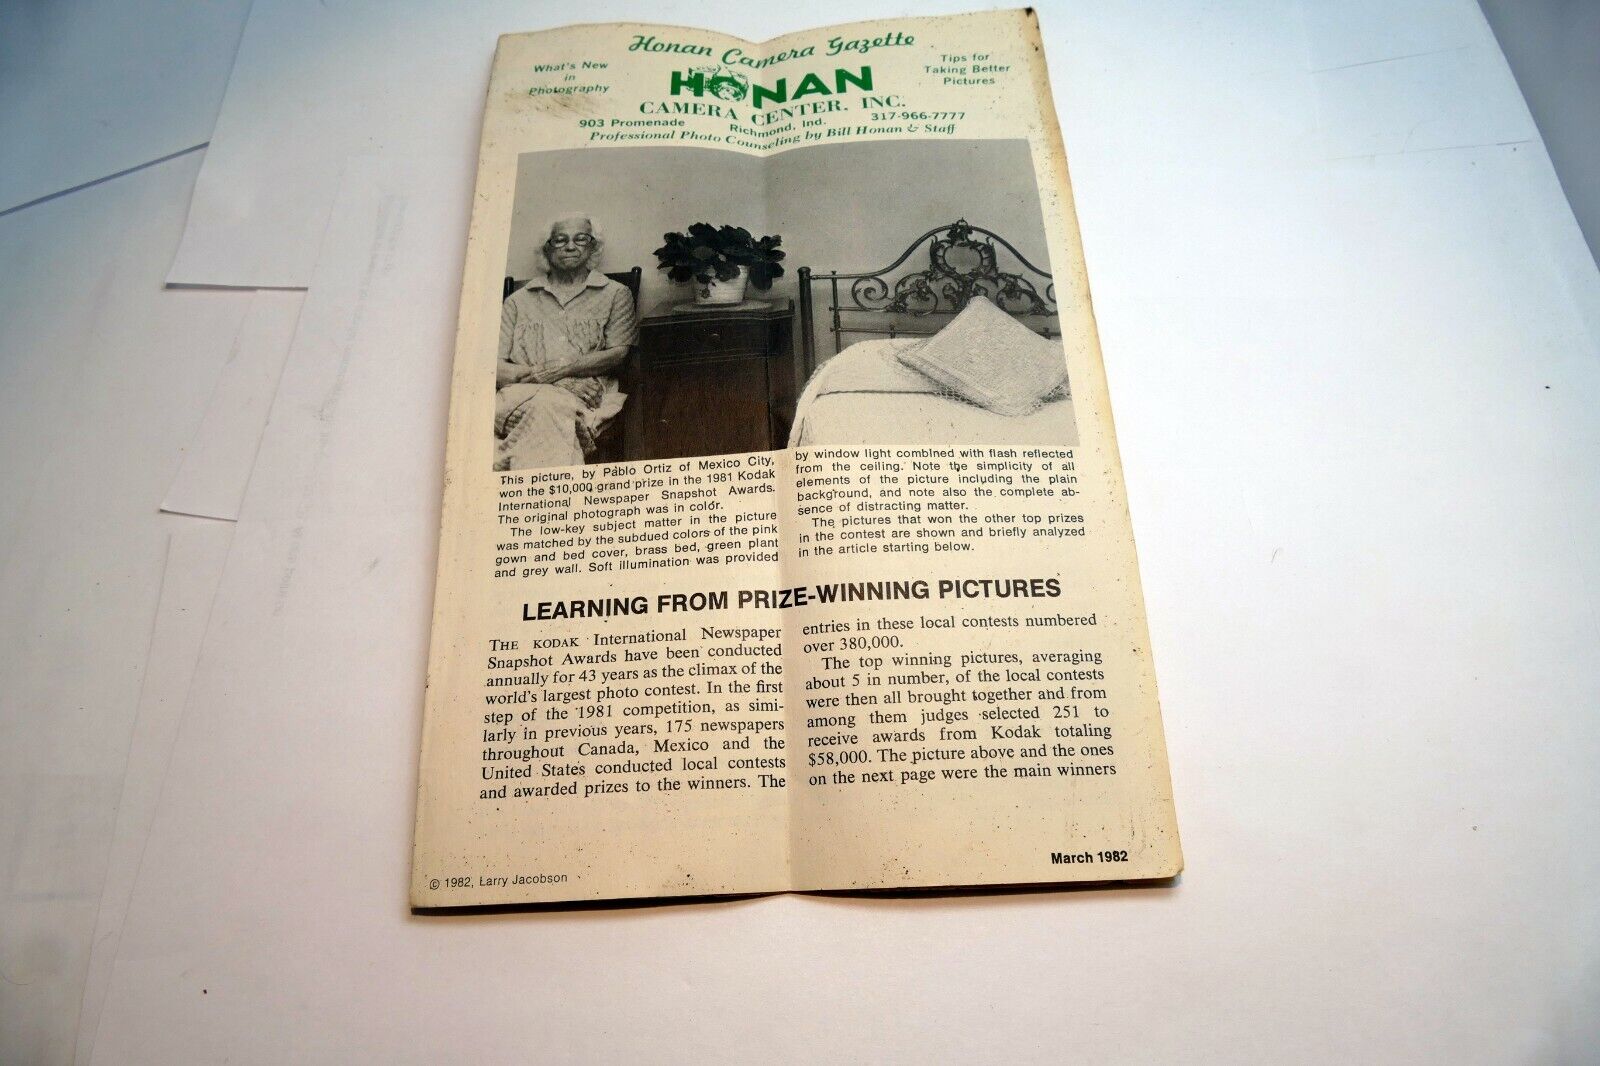 Honan Camera Gazette
What's New
in
Photography
HONAN
CAMERA CENTER, INC.
Tips for
Taking Better
Pictures
903 Promenade Richmond, Ind. 317-966-7777
Professional Photo Counseling by Bill Honan & Staff
This picture, by Pablo Ortiz of Mexico City,
won the $10,000 grand prize in the 1981 Kodak
International Newspaper Snapshot Awards.
The original photograph was in color.
The low-key subject matter in the picture
was matched by the subdued colors of the pink
gown and bed cover, brass bed, green plant
and grey wall. Soft illumination was provided
by window light combined with flash reflected
from the ceiling. Note the simplicity of all
elements of the picture including the plain
background, and note also the complete ab-
sence of distracting matter.
The pictures that won the other top prizes
in the contest are shown and briefly analyzed
in the article starting below.
LEARNING FROM PRIZE-WINNING PICTURES
THE KODAK International Newspaper
Snapshot Awards have been conducted
annually for 43 years as the climax of the
world's largest photo contest. In the first
step of the 1981 competition, as simi-
larly in previous years, 175 newspapers
throughout Canada, Mexico and the
United States conducted local contests
and awarded prizes to the winners. The
entries in these local contests numbered
over 380,000.
The top winning pictures, averaging
about 5 in number, of the local contests
were then all brought together and from
among them judges selected 251 to
receive awards from Kodak totaling
$58,000. The picture above and the ones
on the next page were the main winners
© 1982, Larry Jacobson
March 1982